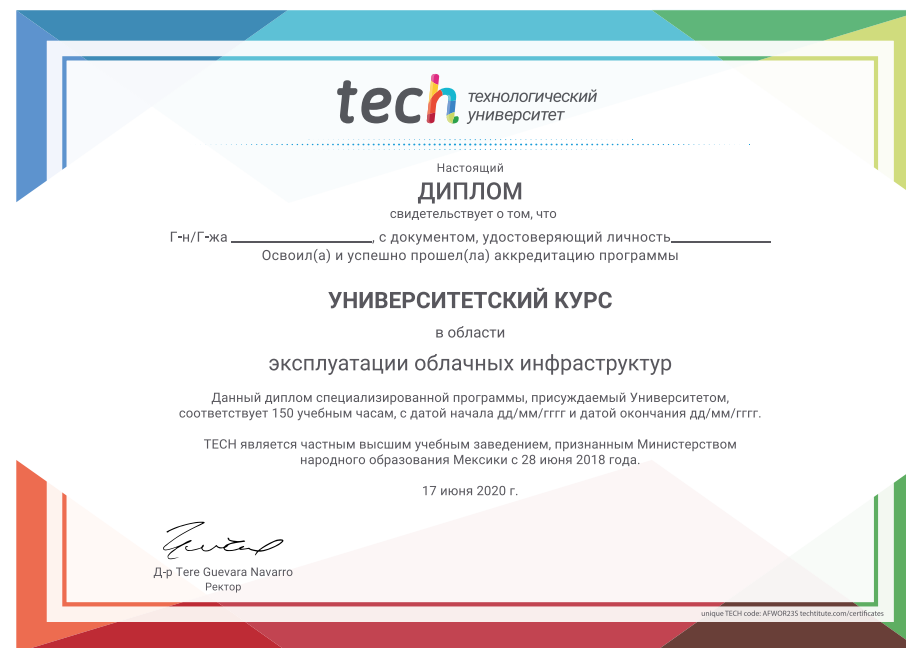 tech технологический
университет
Настоящий
ДИПЛОМ
свидетельствует о том, что
Г-н/Г-жа ____________________, с документом, удостоверяющий личность______________
Освоил(а) и успешно прошел(ла) аккредитацию программы
УНИВЕРСИТЕТСКИЙ КУРС
в области
эксплуатации облачных инфраструктур
Данный диплом специализированной программы, присуждаемый Университетом,
соответствует 150 учебным часам, с датой начала дд/мм/гггг и датой окончания дд/мм/гггг.
TECH является частным высшим учебным заведением, признанным Министерством
народного образования Мексики с 28 июня 2018 года.
17 июня 2020 г.
Д-р Tere Guevara Navarro
Ректор
unique TECH code: AFWOR23S techtitute.com/certificates